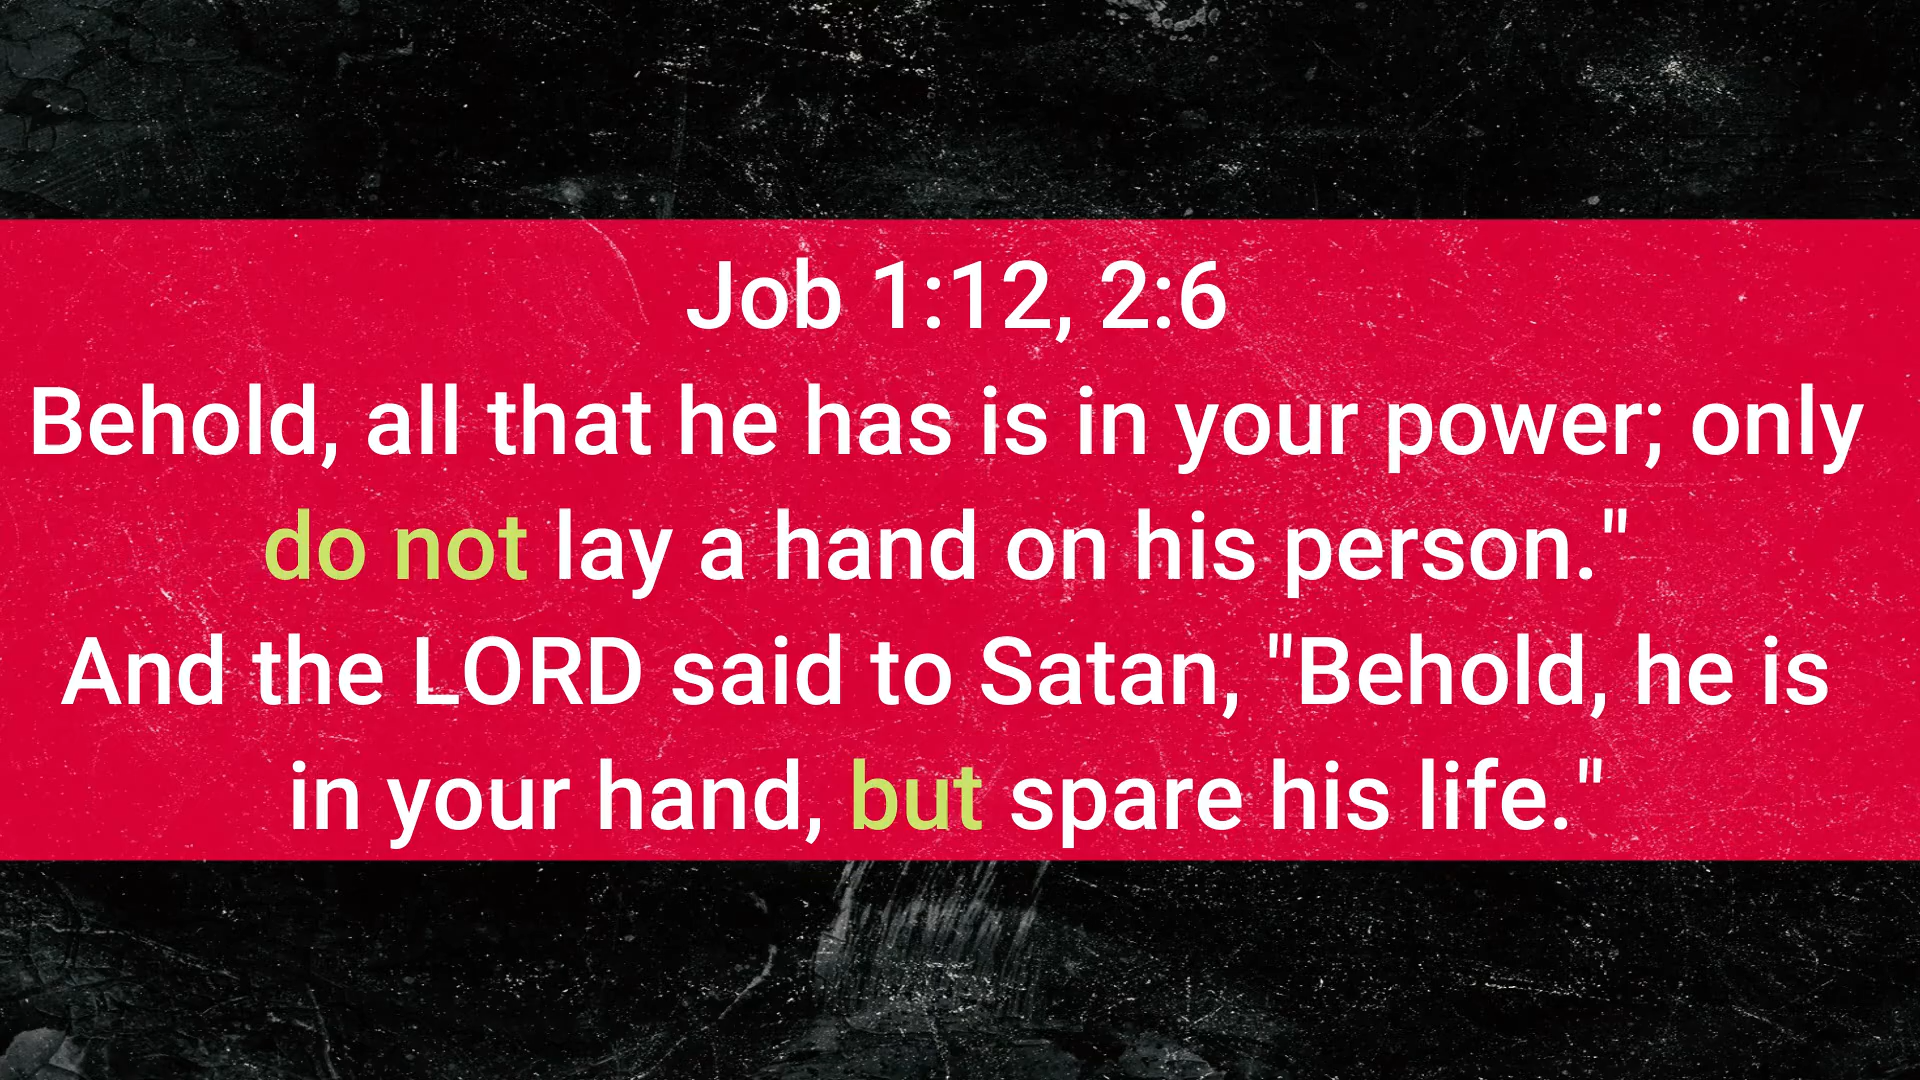 Job 1:12, 2:6
Behold, all that he has is in your power; only
do not lay a hand on his person."
And the LORD said to Satan, "Behold, he is
in your hand, but spare his life."